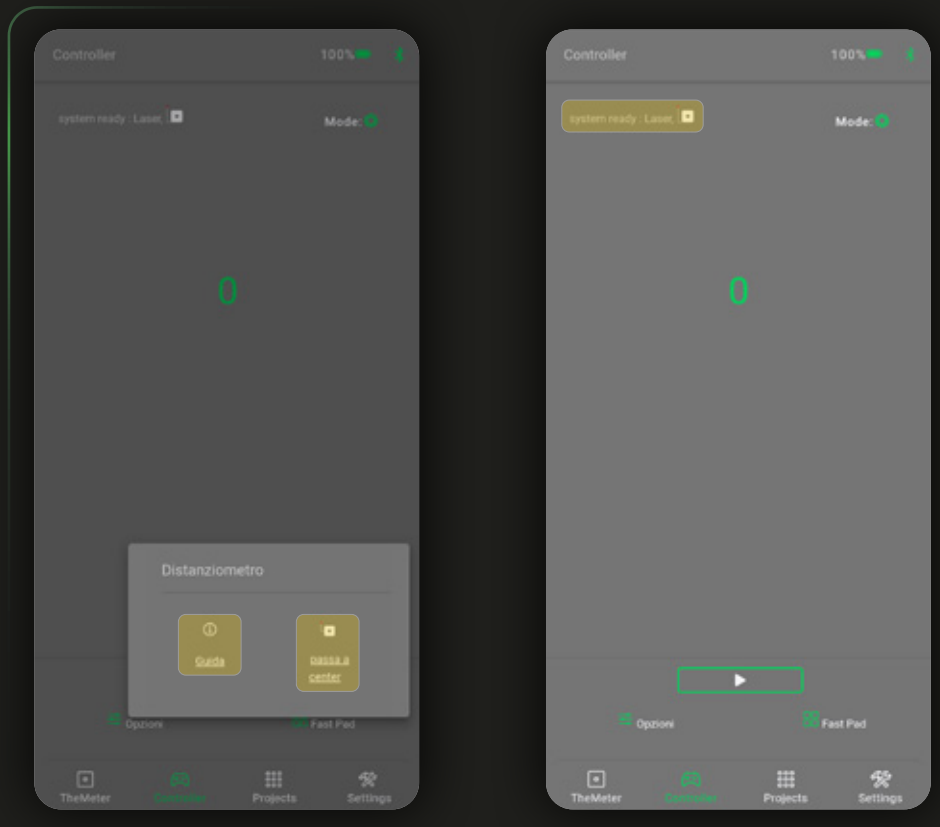 Controller
100%
system ready : Laser,
Mode:
0
Distanziometro
Guida
passa a
center
Opzioni
Fast Pad
TheMeter
Controller
Projects
Settings
Controller
100%
system ready : Laser,
Mode:
0
Opzioni
Fast Pad
TheMeter
Controller
Projects
Settings